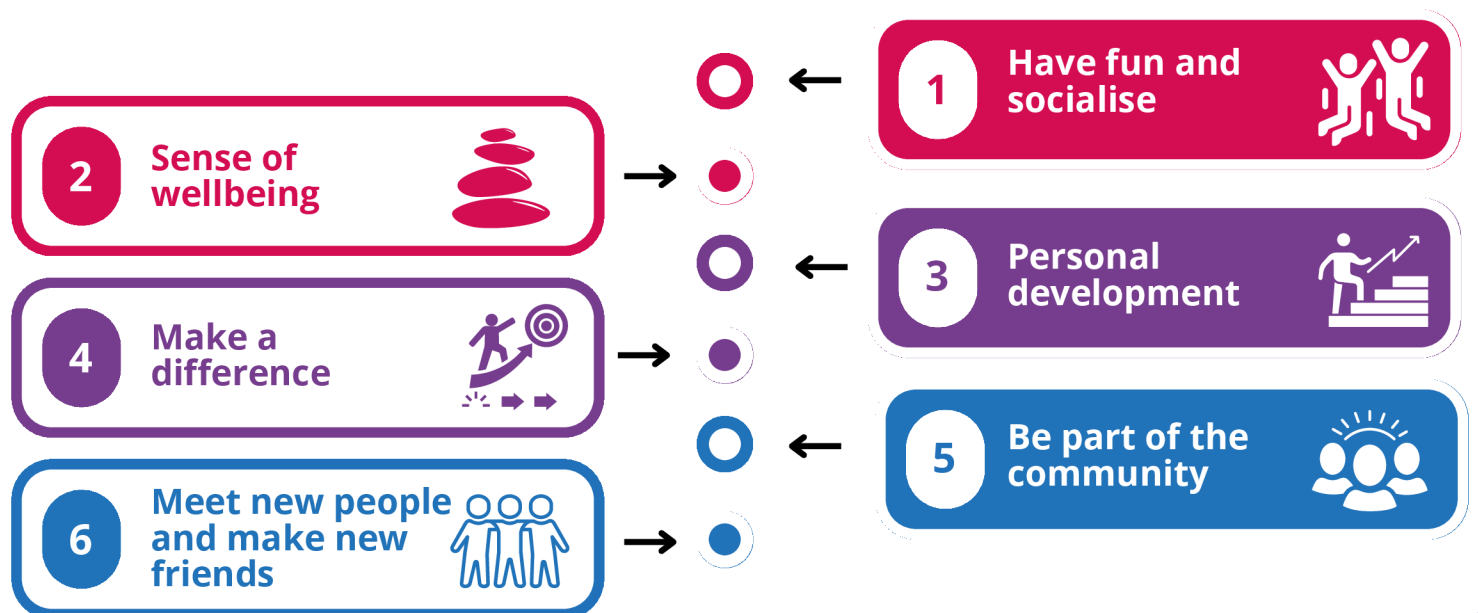 1
Have fun and
socialise
2
Sense of
wellbeing
3
Personal
development
4
Make a
difference
5
Be part of the
community
6
Meet new people
and make new
friends